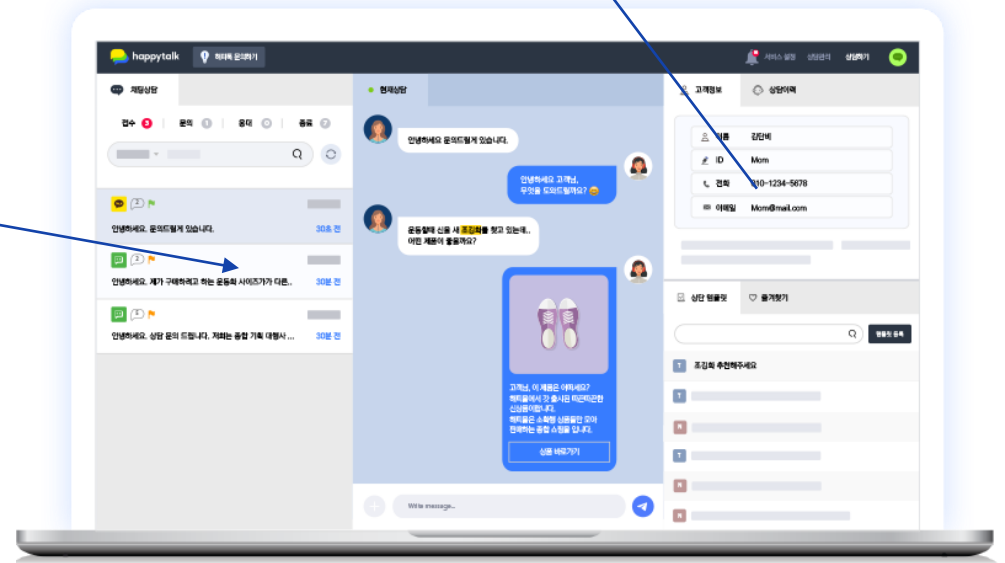 happytalk
해피톡 문의하기
서비스 설정 상담관리 상담하기
채팅상담
접수 3 문의 0 응대 0 종료 7
2
안녕하세요. 문의드릴게 있습니다. 30초 전
2
안녕하세요. 제가 구매하려고 하는 운동화 사이즈가가 다른.. 30분 전
2
안녕하세요. 상담 문의 드립니다. 저희는 종합 기획 대행사 ... 30분 전
현재상담
안녕하세요 문의드릴게 있습니다.
안녕하세요 고객님,
무엇을 도와드릴까요?
운동할때 신을 새 조깅화를 찾고 있는데..
어떤 제품이 좋을까요?
고객님, 이 제품은 어떠세요?
해피몰에서 갓 출시된 따끈따끈한
신상품이랍니다.
해피몰은 소확행 상품들만 모아
판매하는 종합 쇼핑몰 입니다.
상품 바로가기
Write message..
고객정보 상담이력
이름 김단비
ID Mom
전화 010-1234-5678
이메일 Mom@mail.com
상단 템플릿 즐겨찾기
템플릿 등록
T 조깅화 추천해주세요
T
R
T
R
R